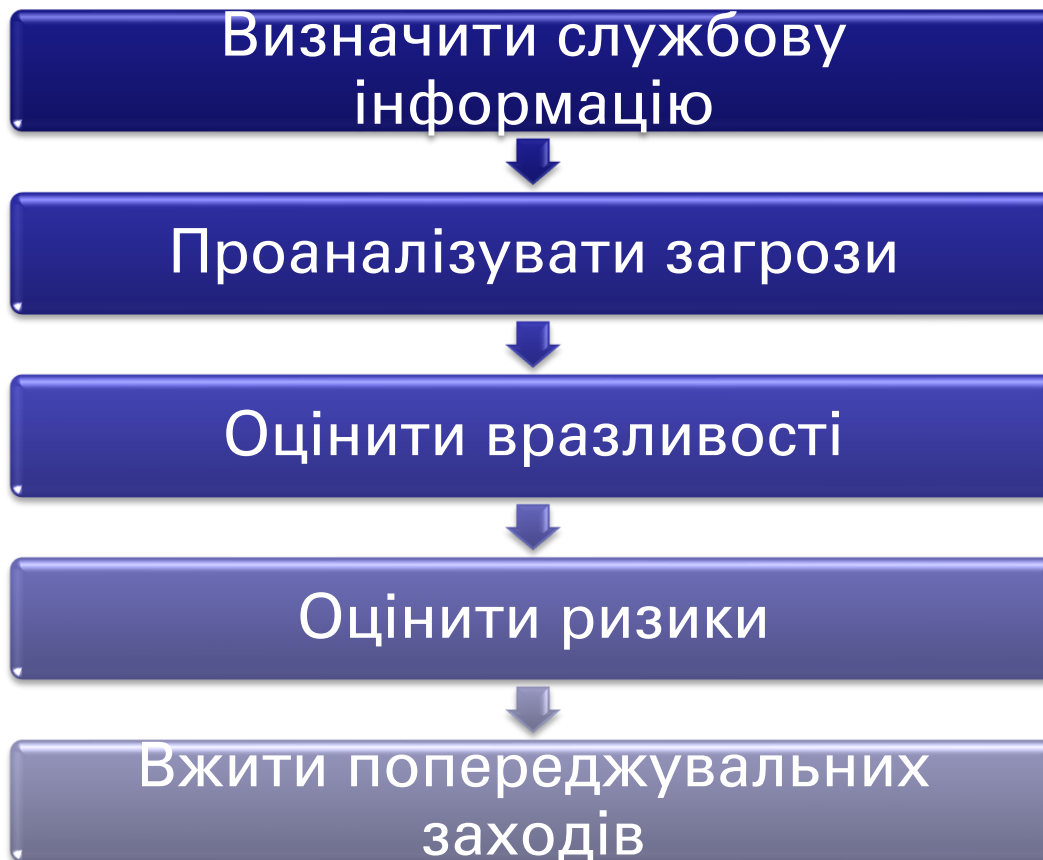 Визначити службову
інформацію
Проаналізувати загрози
Оцінити вразливості
Оцінити ризики
Вжити попереджувальних
заходів